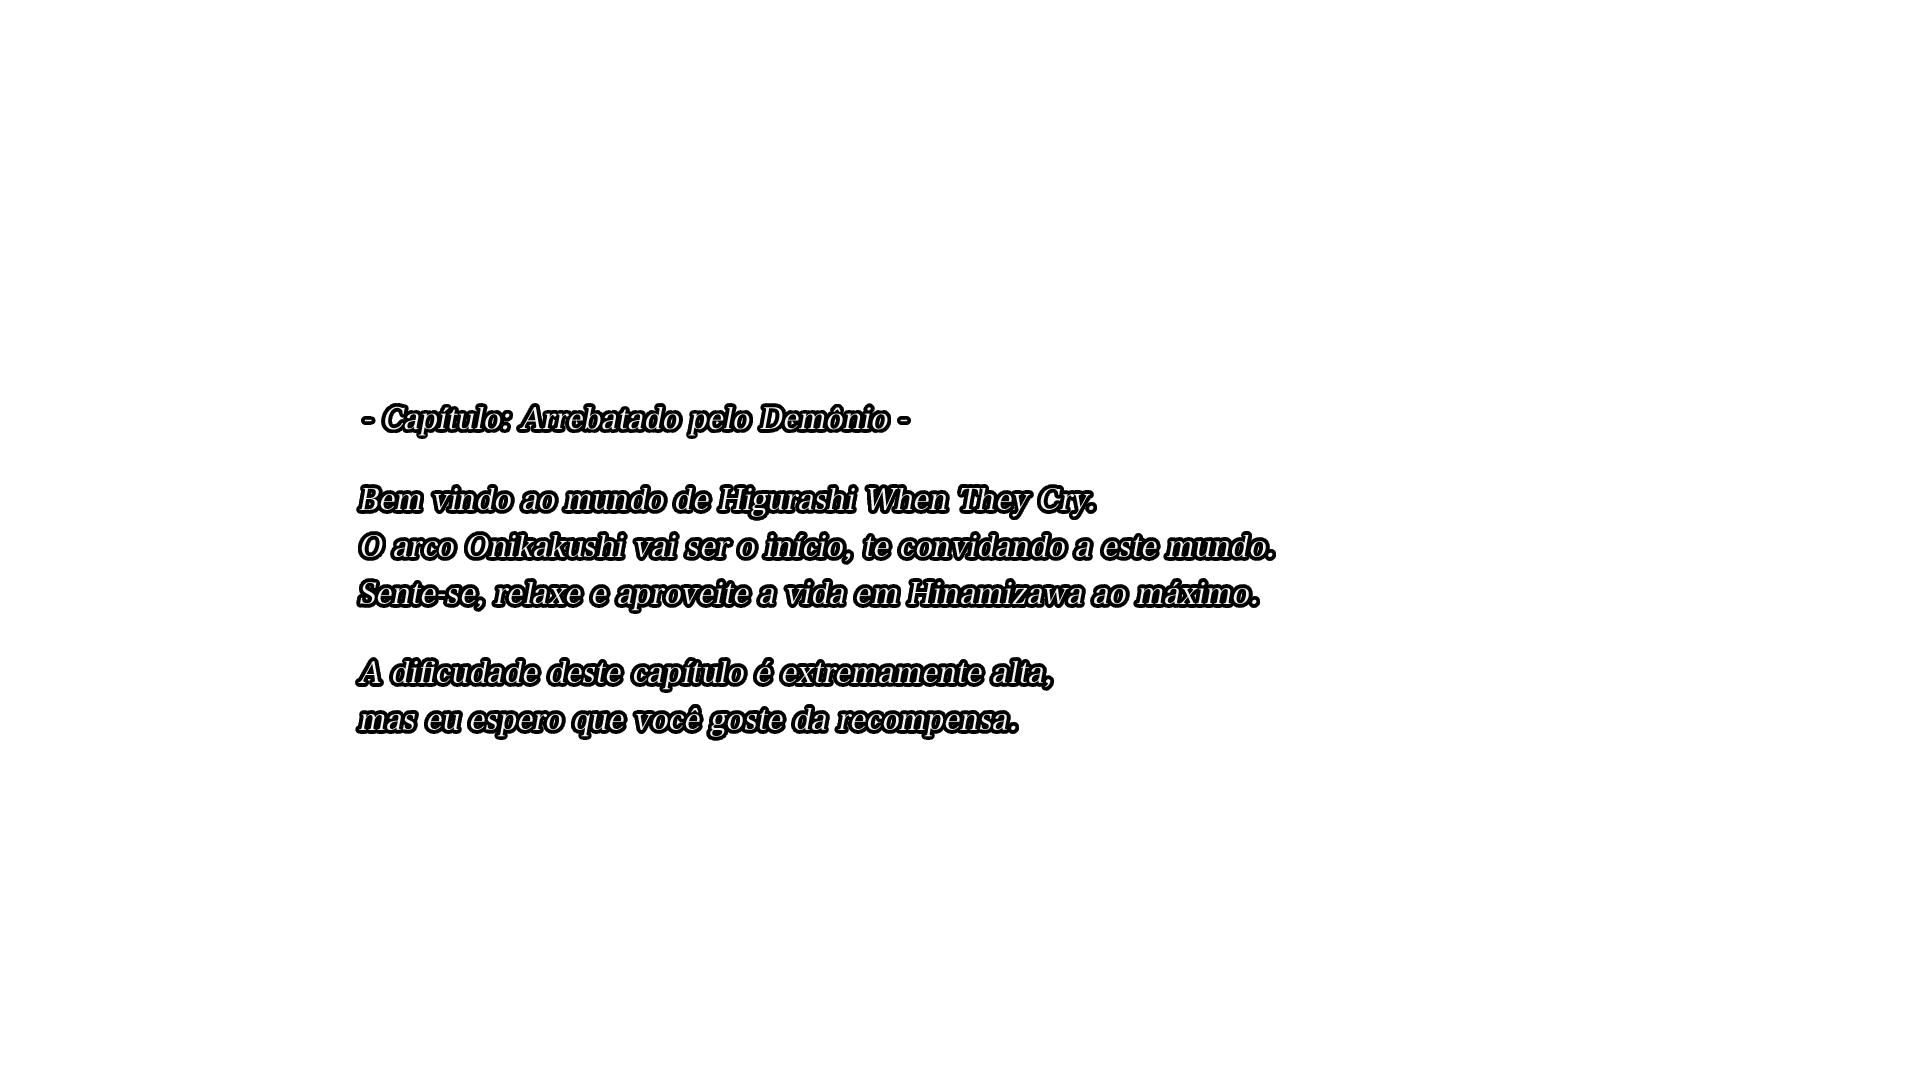 - Capítulo: Arrebatado pelo Demônio -
Bem vindo ao mundo de Higurashi When They Cry.
O arco Onikakushi vai ser o início, te convidando a este mundo.
Sente-se, relaxe e aproveite a vida em Hinamizawa ao máximo.
A dificudade deste capítulo é extremamente alta,
mas eu espero que você goste da recompensa.